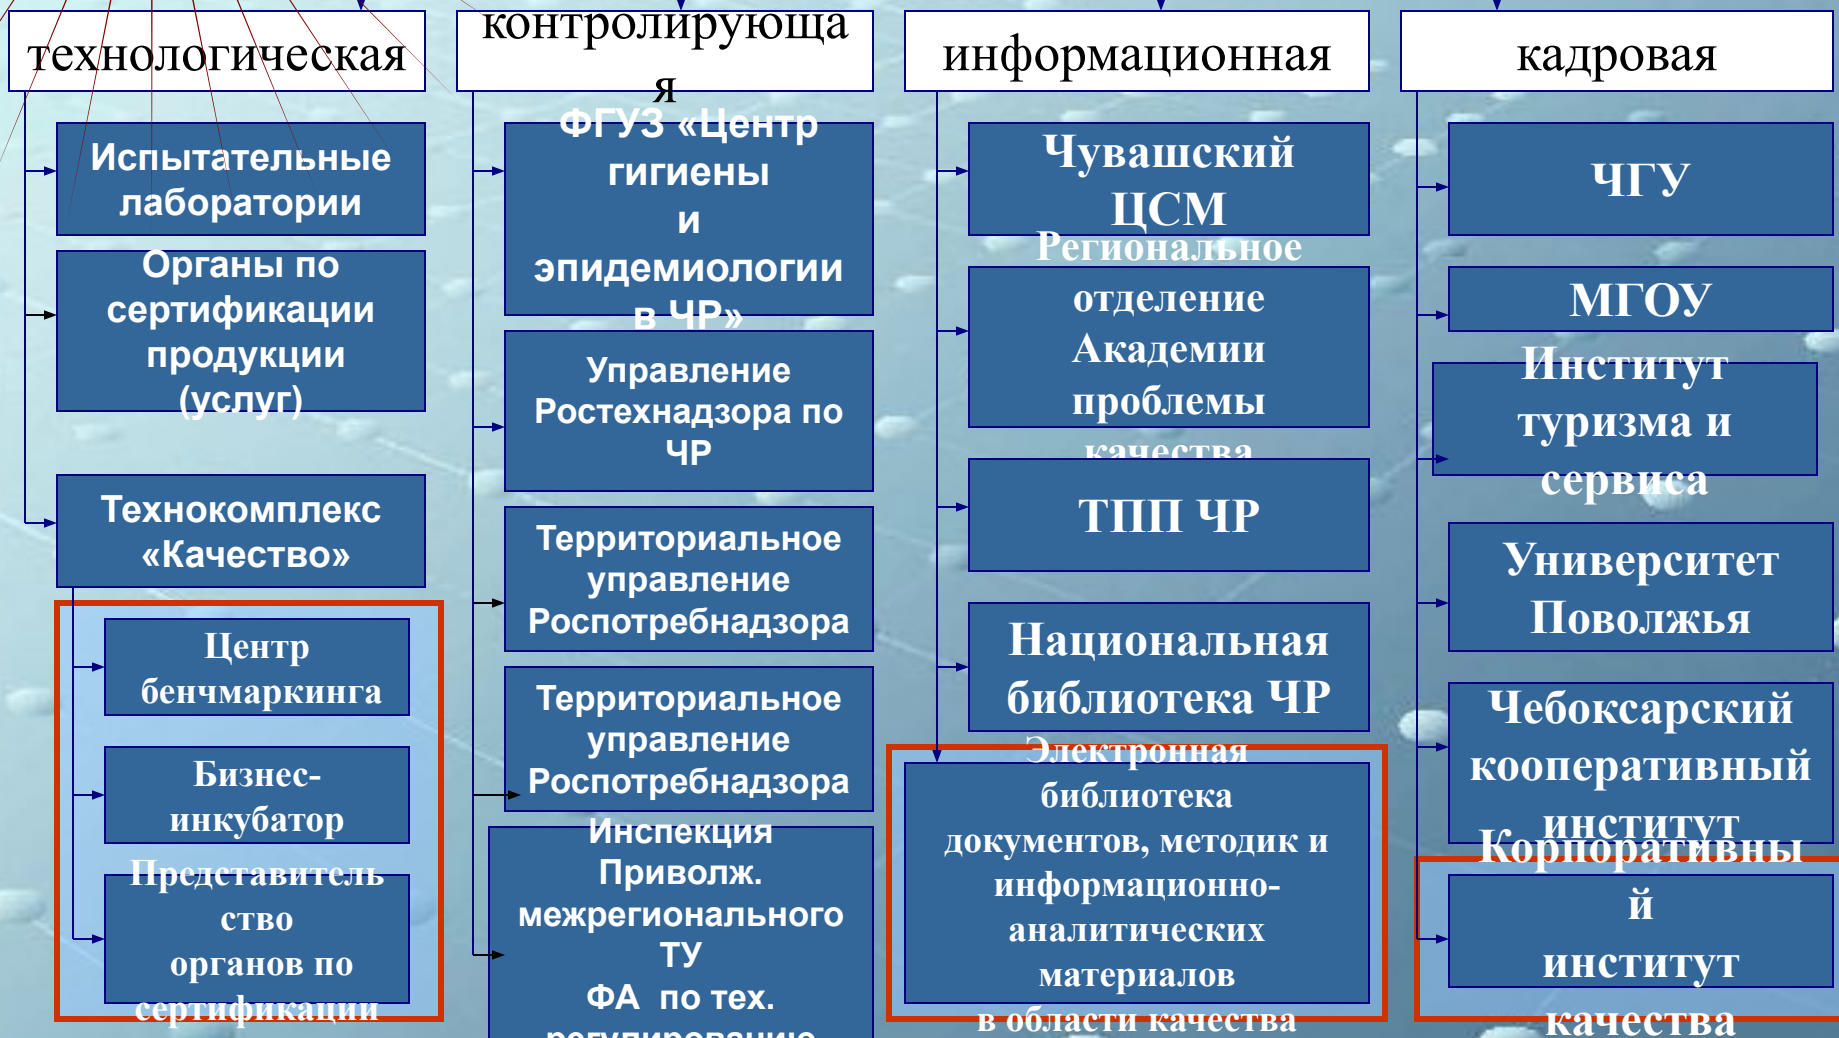 технологическая
Испытательные
лаборатории
Органы по
сертификации
продукции
(услуг)
Технокомплекс
«Качество»
Центр
бенчмаркинга
Бизнес-
инкубатор
Представитель
ство
органов по
сертификации
контролирующа
я
ФГУЗ «Центр
гигиены
и
эпидемиологии
в ЧР»
Управление
Ростехнадзора по
ЧР
Территориальное
управление
Роспотребнадзора
Территориальное
управление
Роспотребнадзора
Инспекция
Приволж.
межрегионального
ТУ
ФА по тех.
регулированию
информационная
Чувашский
ЦСМ
Региональное
отделение
Академии
проблемы
качества
ТПП ЧР
Национальная
библиотека ЧР
Электронная
библиотека
документов, методик и
информационно-
аналитических
материалов
в области качества
кадровая
ЧГУ
МГОУ
Институт
туризма и
сервиса
Университет
Поволжья
Чебоксарский
кооперативный
институт
Корпоративны
й
институт
качества